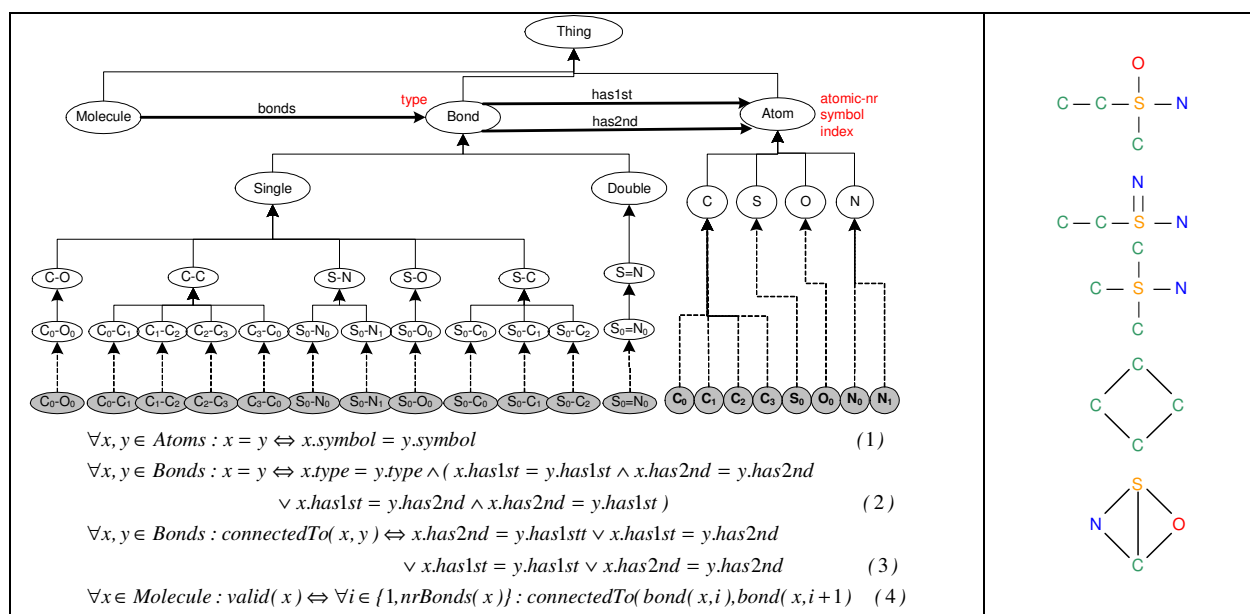 Thing
Molecule
bonds
type
Bond
has1st
has2nd
Atom
atomic-nr
symbol
index
Single
Double
C
S
O
N
C-O
C-C
S-N
S-O
S-C
S=N
C₀-O₀ C₀-C₁ C₁-C₂ C₂-C₃ C₃-C₀ S₀-N₀ S₀-N₁ S₀-O₀ S₀-C₀ S₀-C₁ S₀-C₂ S₀=N₀
C₀-O₀ C₀-C₁ C₁-C₂ C₂-C₃ C₃-C₀ S₀-N₀ S₀-N₁ S₀-O₀ S₀-C₀ S₀-C₁ S₀-C₂ S₀=N₀ C₀ C₁ C₂ C₃ S₀ O₀ N₀ N₁
∀x, y ∈ Atoms : x = y ⇔ x.symbol = y.symbol (1)
∀x, y ∈ Bonds : x = y ⇔ x.type = y.type ∧ ( x.has1st = y.has1st ∧ x.has2nd = y.has2nd
∨ x.has1st = y.has2nd ∧ x.has2nd = y.has1st ) (2)
∀x, y ∈ Bonds : connectedTo( x, y ) ⇔ x.has2nd = y.has1stt ∨ x.has1st = y.has2nd
∨ x.has1st = y.has1st ∨ x.has2nd = y.has2nd (3)
∀x ∈ Molecule : valid( x ) ⇔ ∀i ∈ {1,nrBonds( x )} : connectedTo( bond( x,i ),bond( x,i + 1 ) (4)
O
C C S N
C
N
C C S N
C
C S N
C
C
C C
C
S
N O
C